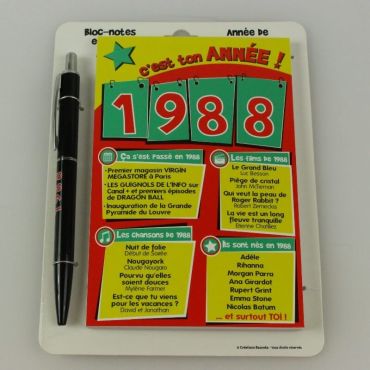 Bloc-notes
Année de
c'est ton ANNÉE !
1988
Ça s'est passé en 1988
• Premier magasin VIRGIN
MEGASTORE à Paris
• LES GUIGNOLS DE L'INFO sur
Canal + et premiers épisodes
de DRAGON BALL
• Inauguration de la Grande
Pyramide du Louvre
Les films de 1988
Le Grand Bleu
Luc Besson
Piège de cristal
John McTiernan
Qui veut la peau de
Roger Rabbit ?
Robert Zemeckis
La vie est un long
fleuve tranquille
Etienne Chatiliez
Les chansons de 1988
Nuit de folie
Début de Soirée
Nougayork
Claude Nougaro
Pourvu qu'elles
soient douces
Mylène Farmer
Est-ce que tu viens
pour les vacances ?
David et Jonathan
Ils sont nés en 1988
Adèle
Rihanna
Morgan Parra
Ana Girardot
Rupert Grint
Emma Stone
Nicolas Batum
... et surtout TOI !
1988